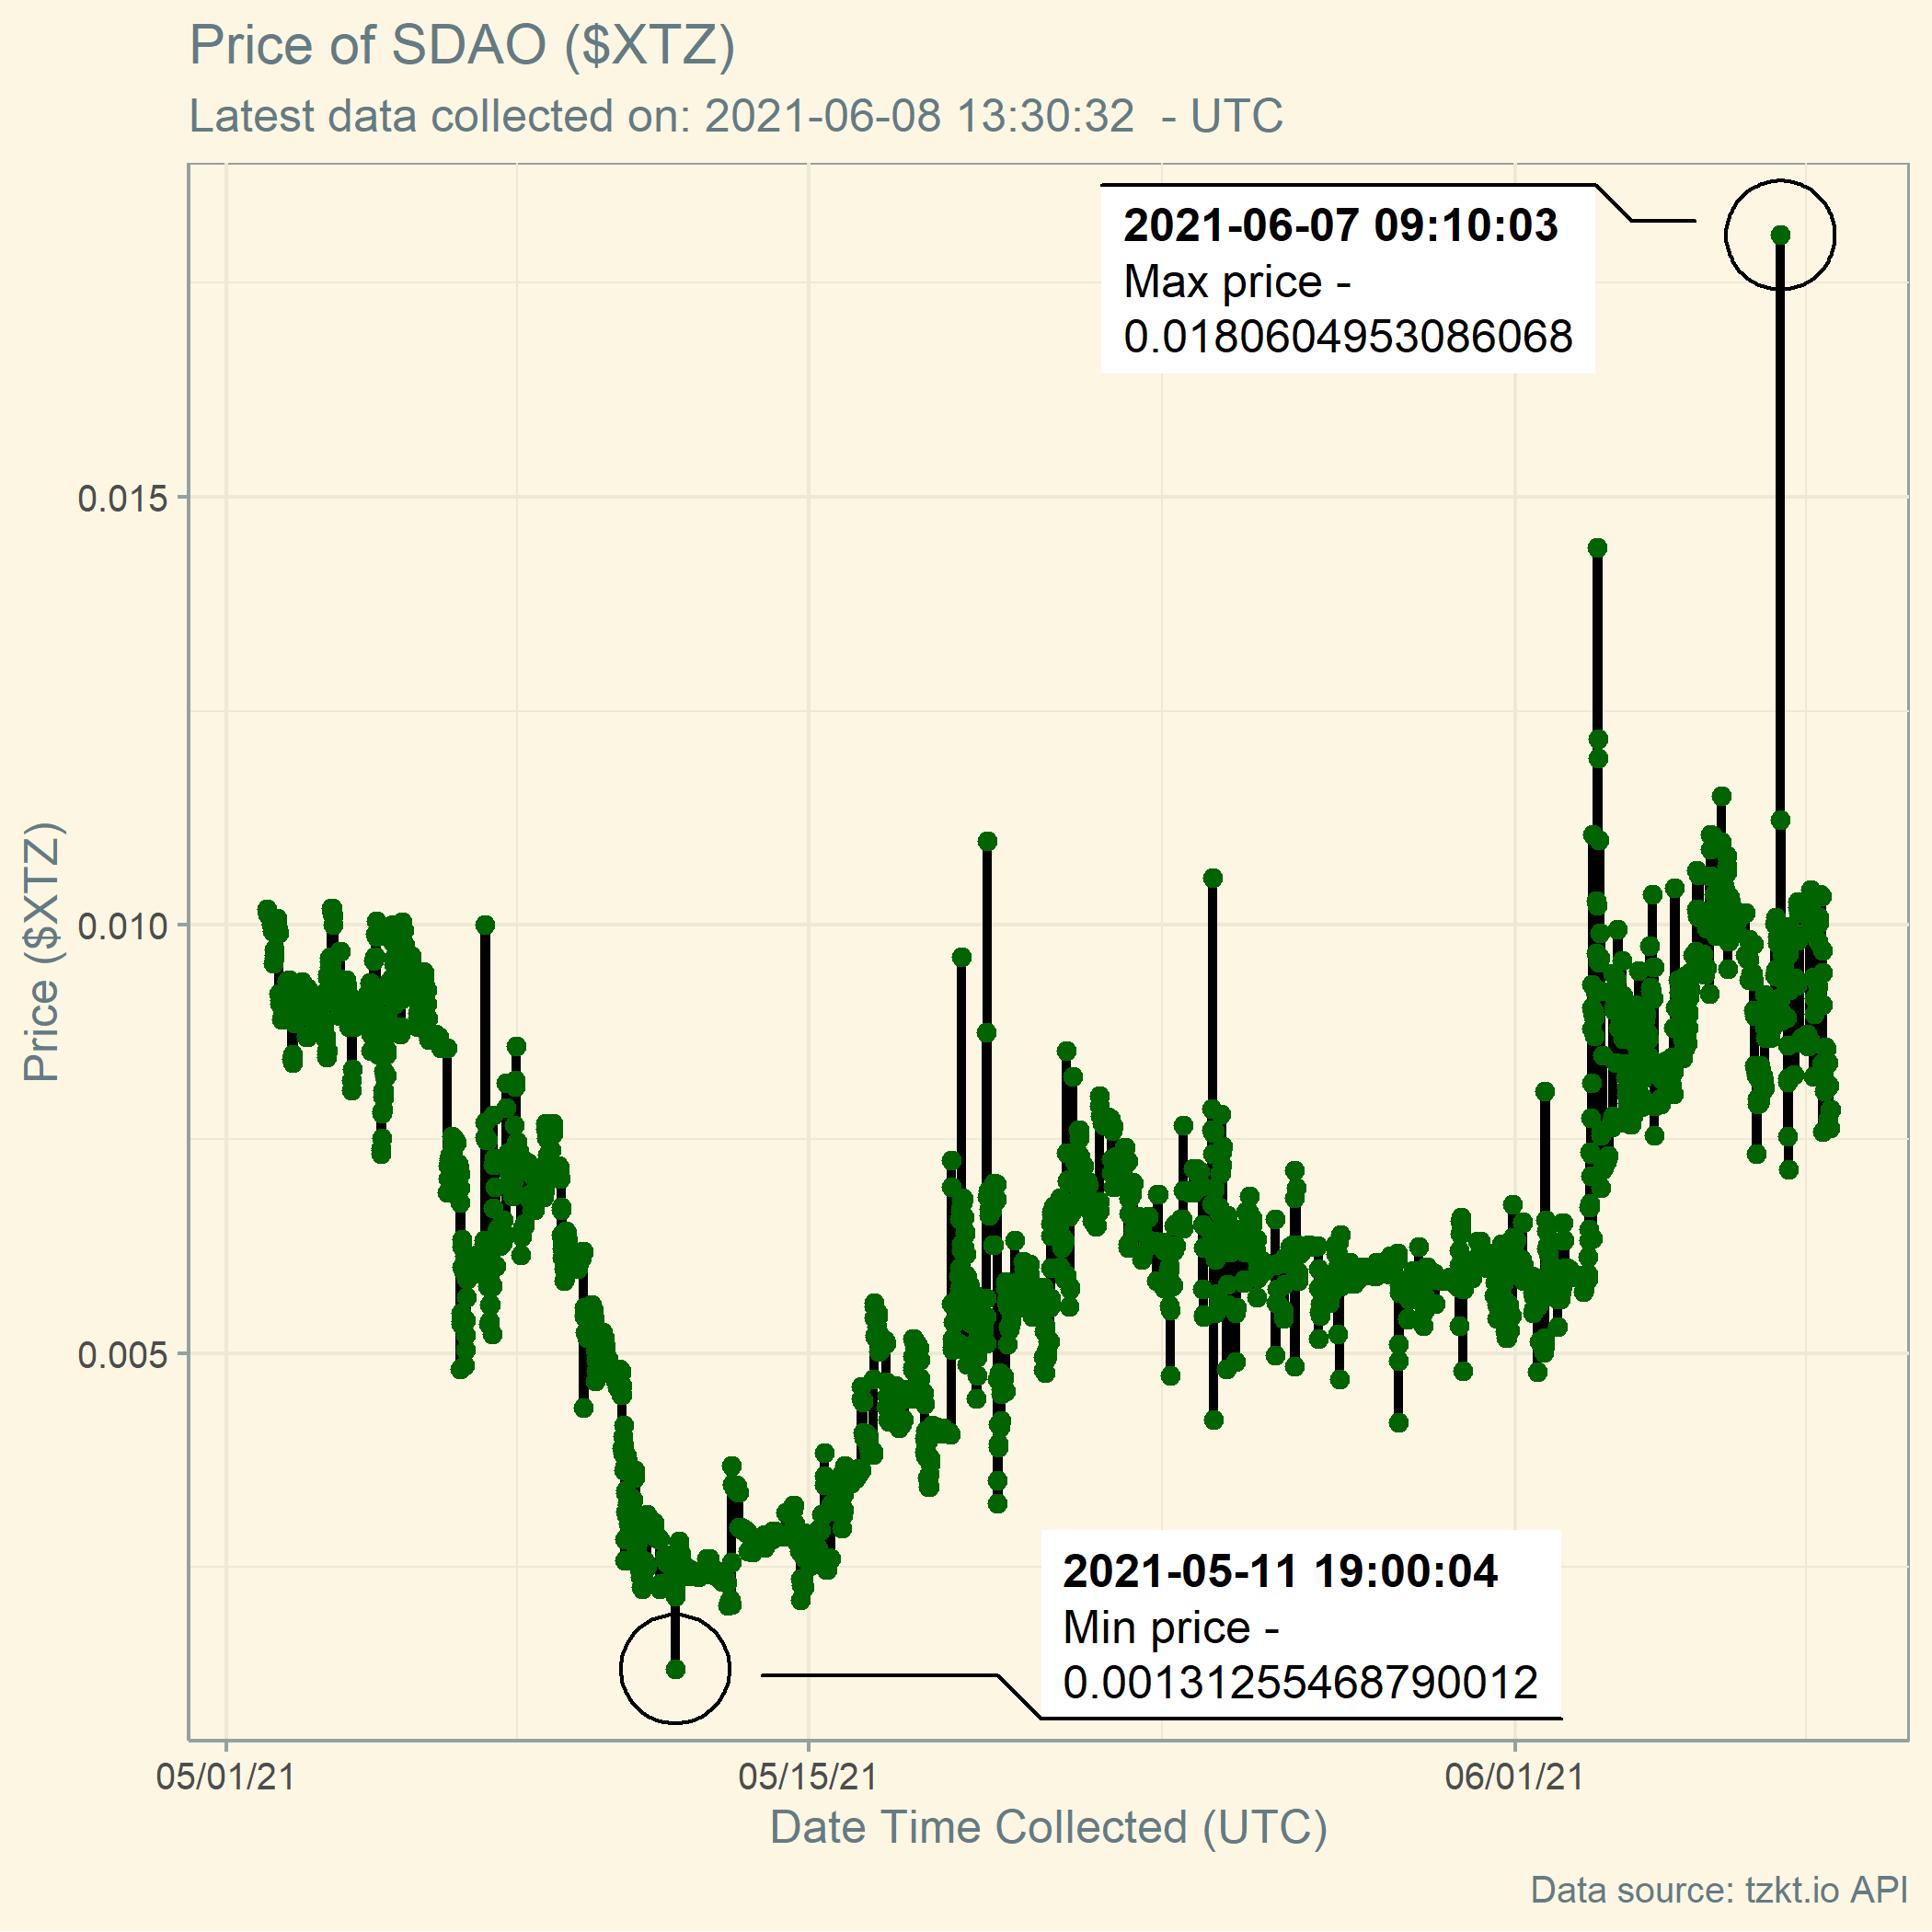 Price of SDAO ($XTZ)
Latest data collected on: 2021-06-08 13:30:32  - UTC
2021-06-07 09:10:03
Max price -
0.0180604953086068
0.015
0.010
0.005
Price ($XTZ)
2021-05-11 19:00:04
Min price -
0.00131255468790012
05/01/21
05/15/21
06/01/21
Date Time Collected (UTC)
Data source: tzkt.io API